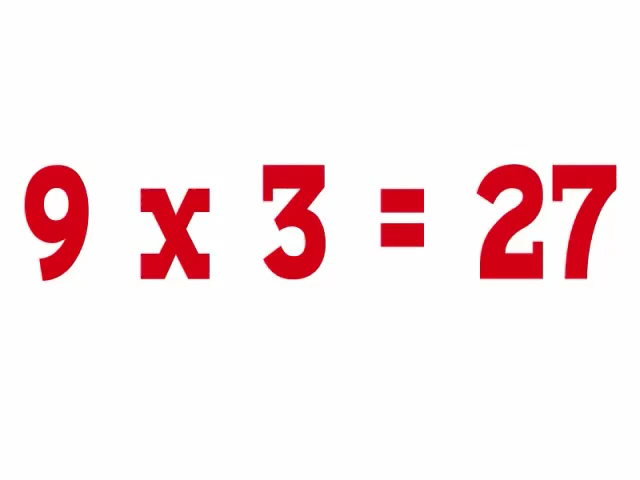 9 x 3 = 27